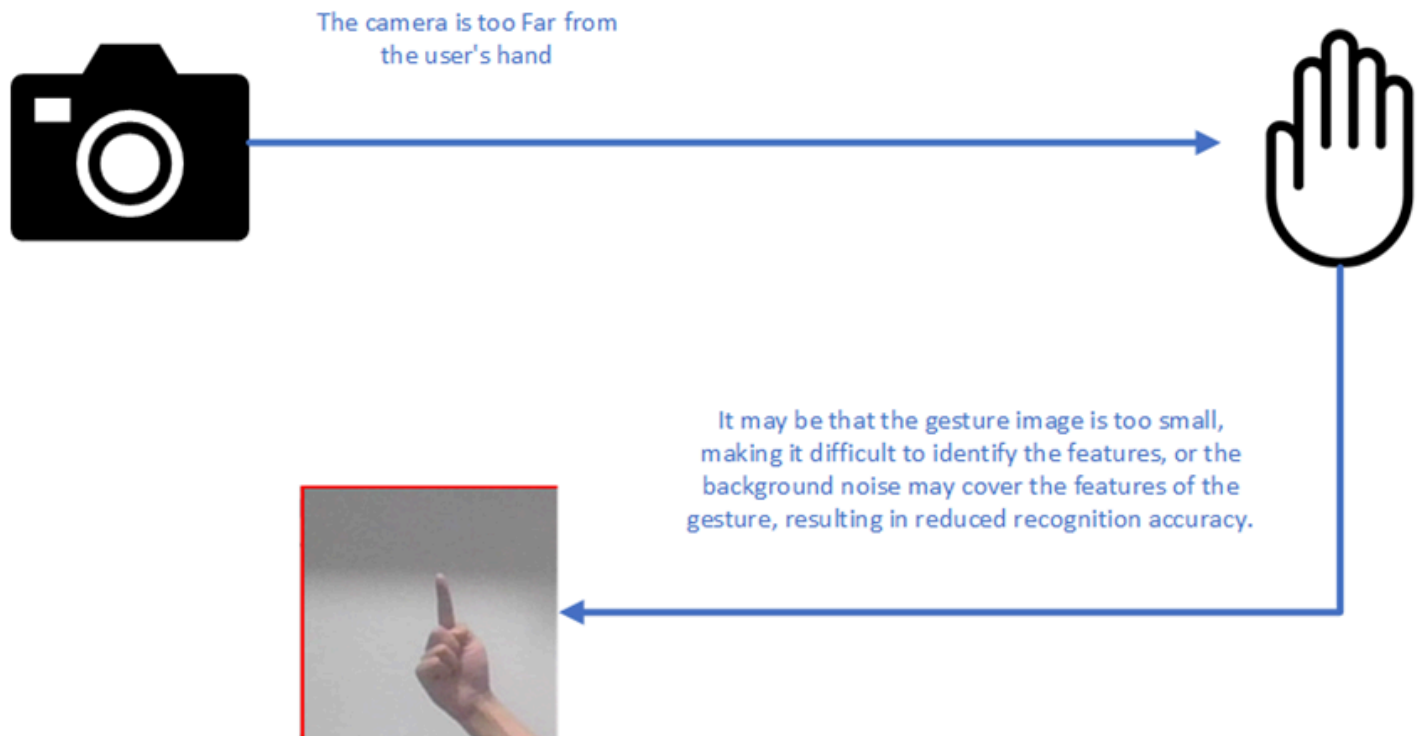 The camera is too Far from
the user's hand
It may be that the gesture image is too small,
making it difficult to identify the features, or the
background noise may cover the features of the
gesture, resulting in reduced recognition accuracy.